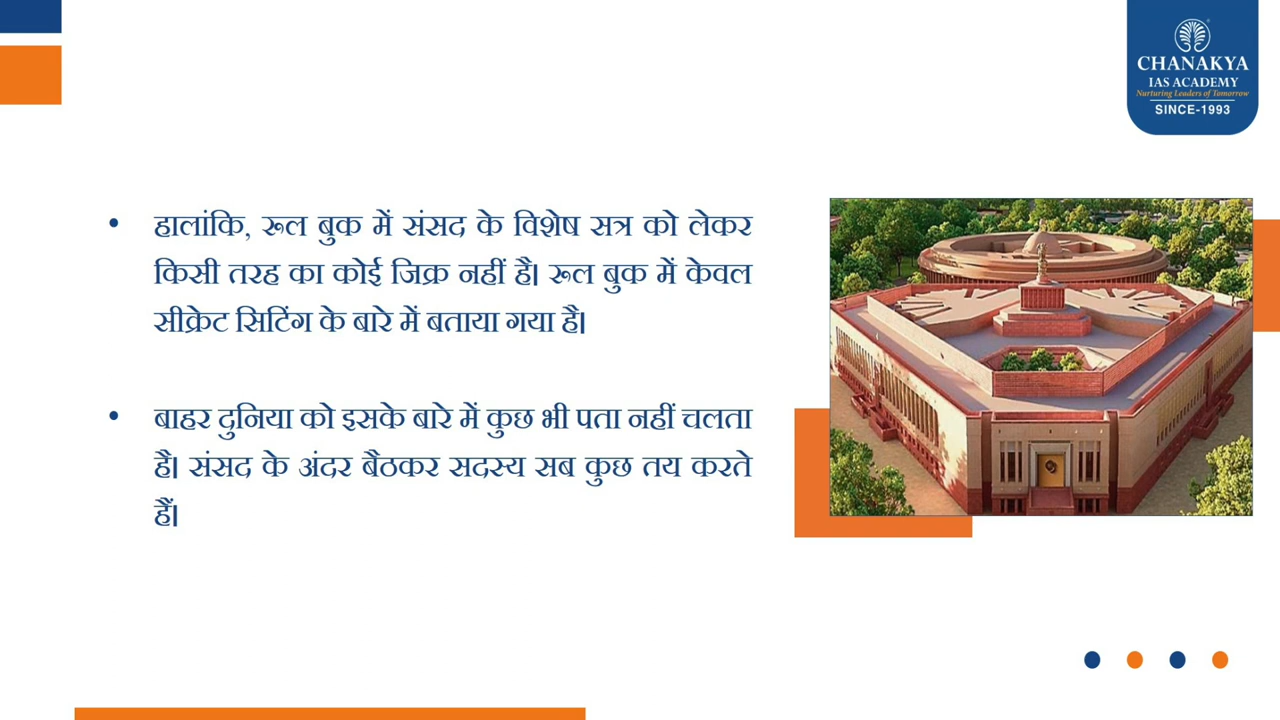 CHANAKYA
IAS ACADEMY
Nurturing Leaders of Tomorrow
SINCE-1993
• हालांकि, रूल बुक में संसद के विशेष सत्र को लेकर
किसी तरह का कोई जिक्र नहीं है। रूल बुक में केवल
सीक्रेट सिटिंग के बारे में बताया गया है।
• बाहर दुनिया को इसके बारे में कुछ भी पता नहीं चलता
है। संसद के अंदर बैठकर सदस्य सब कुछ तय करते
हैं।